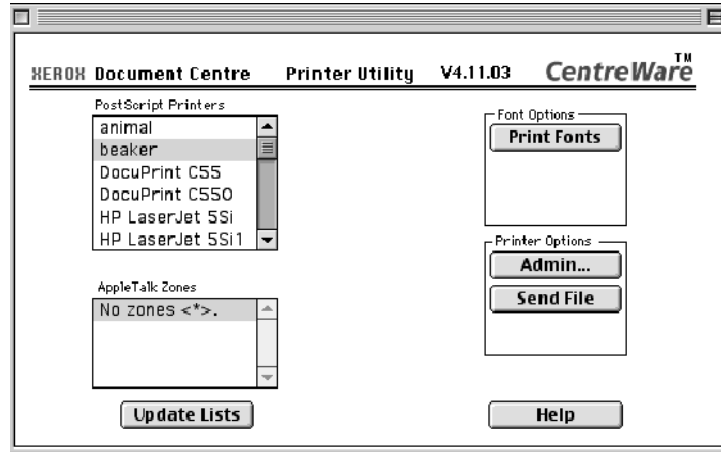 XEROX Document Centre Printer Utility V4.11.03 CentreWare™
PostScript Printers
animal
beaker
DocuPrint C55
DocuPrint C550
HP LaserJet 5Si
HP LaserJet 5Si1
AppleTalk Zones
No zones <*>.
Update Lists
Font Options
Print Fonts
Printer Options
Admin...
Send File
Help